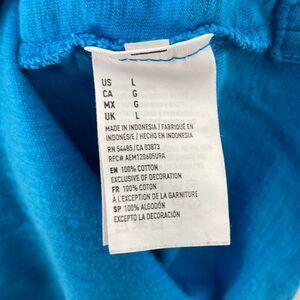 US L
CA G
MX G
UK L
MADE IN INDONESIA / FABRIQUÉ EN
INDONÉSIE / HECHO EN INDONESIA
RN 54485/CA 03873
RFC# AEM120605U9A
EN 100% COTTON
EXCLUSIVE OF DECORATION
FR 100% COTON
À L'EXCEPTION DE LA GARNITURE
SP 100% ALGODÓN
EXCEPTO LA DECORACIÓN